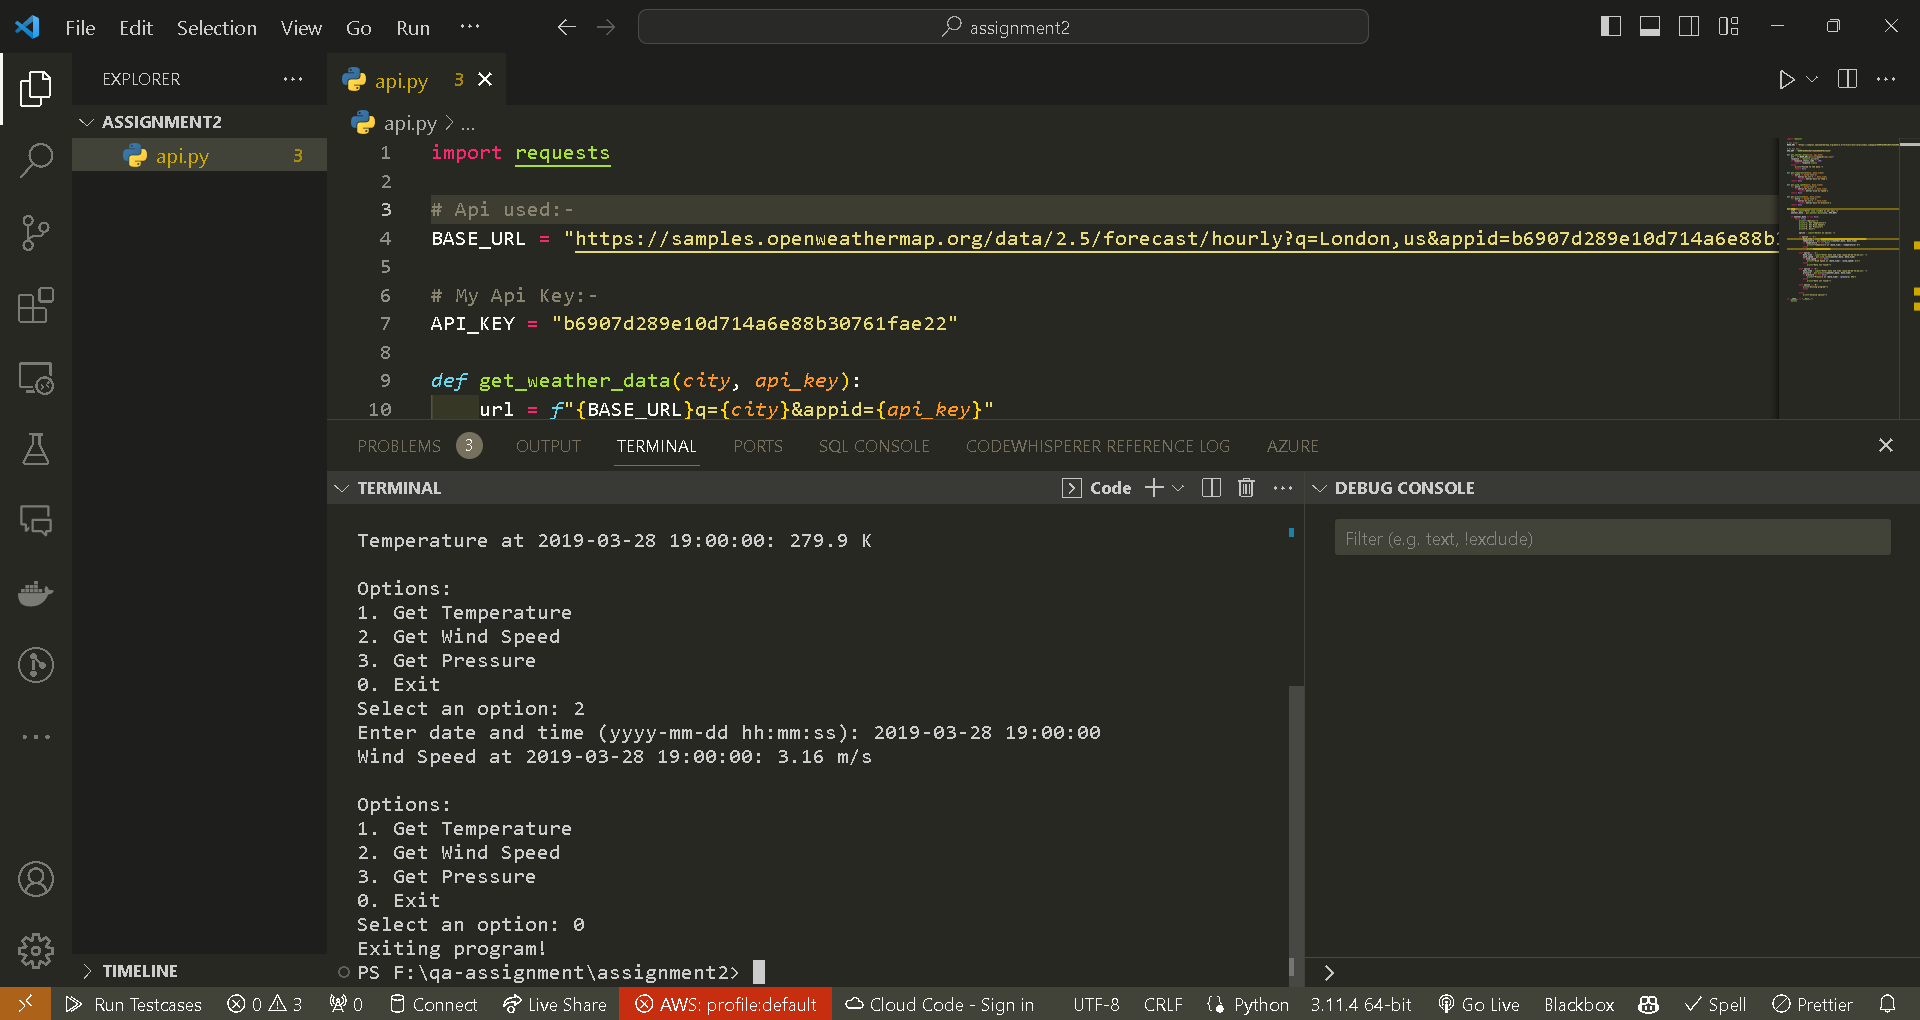 File Edit Selection View Go Run ···
assignment2
EXPLORER ···
api.py 3
ASSIGNMENT2
api.py 3
api.py > ...
1 import requests
2
3 # Api used:-
4 BASE_URL = "https://samples.openweathermap.org/data/2.5/forecast/hourly?q=London,us&appid=b6907d289e10d714a6e88b
5
6 # My Api Key:-
7 API_KEY = "b6907d289e10d714a6e88b30761fae22"
8
9 def get_weather_data(city, api_key):
10 url = f"{BASE_URL}q={city}&appid={api_key}"
PROBLEMS 3 OUTPUT TERMINAL PORTS SQL CONSOLE CODEWHISPERER REFERENCE LOG AZURE
TERMINAL
Code
Temperature at 2019-03-28 19:00:00: 279.9 K
Options:
1. Get Temperature
2. Get Wind Speed
3. Get Pressure
0. Exit
Select an option: 2
Enter date and time (yyyy-mm-dd hh:mm:ss): 2019-03-28 19:00:00
Wind Speed at 2019-03-28 19:00:00: 3.16 m/s
Options:
1. Get Temperature
2. Get Wind Speed
3. Get Pressure
0. Exit
Select an option: 0
Exiting program!
PS F:\qa-assignment\assignment2>
DEBUG CONSOLE
Filter (e.g. text, !exclude)
>
TIMELINE
Run Testcases 0 3 0 Connect Live Share AWS: profile:default Cloud Code - Sign in UTF-8 CRLF Python 3.11.4 64-bit Go Live Blackbox Spell Prettier